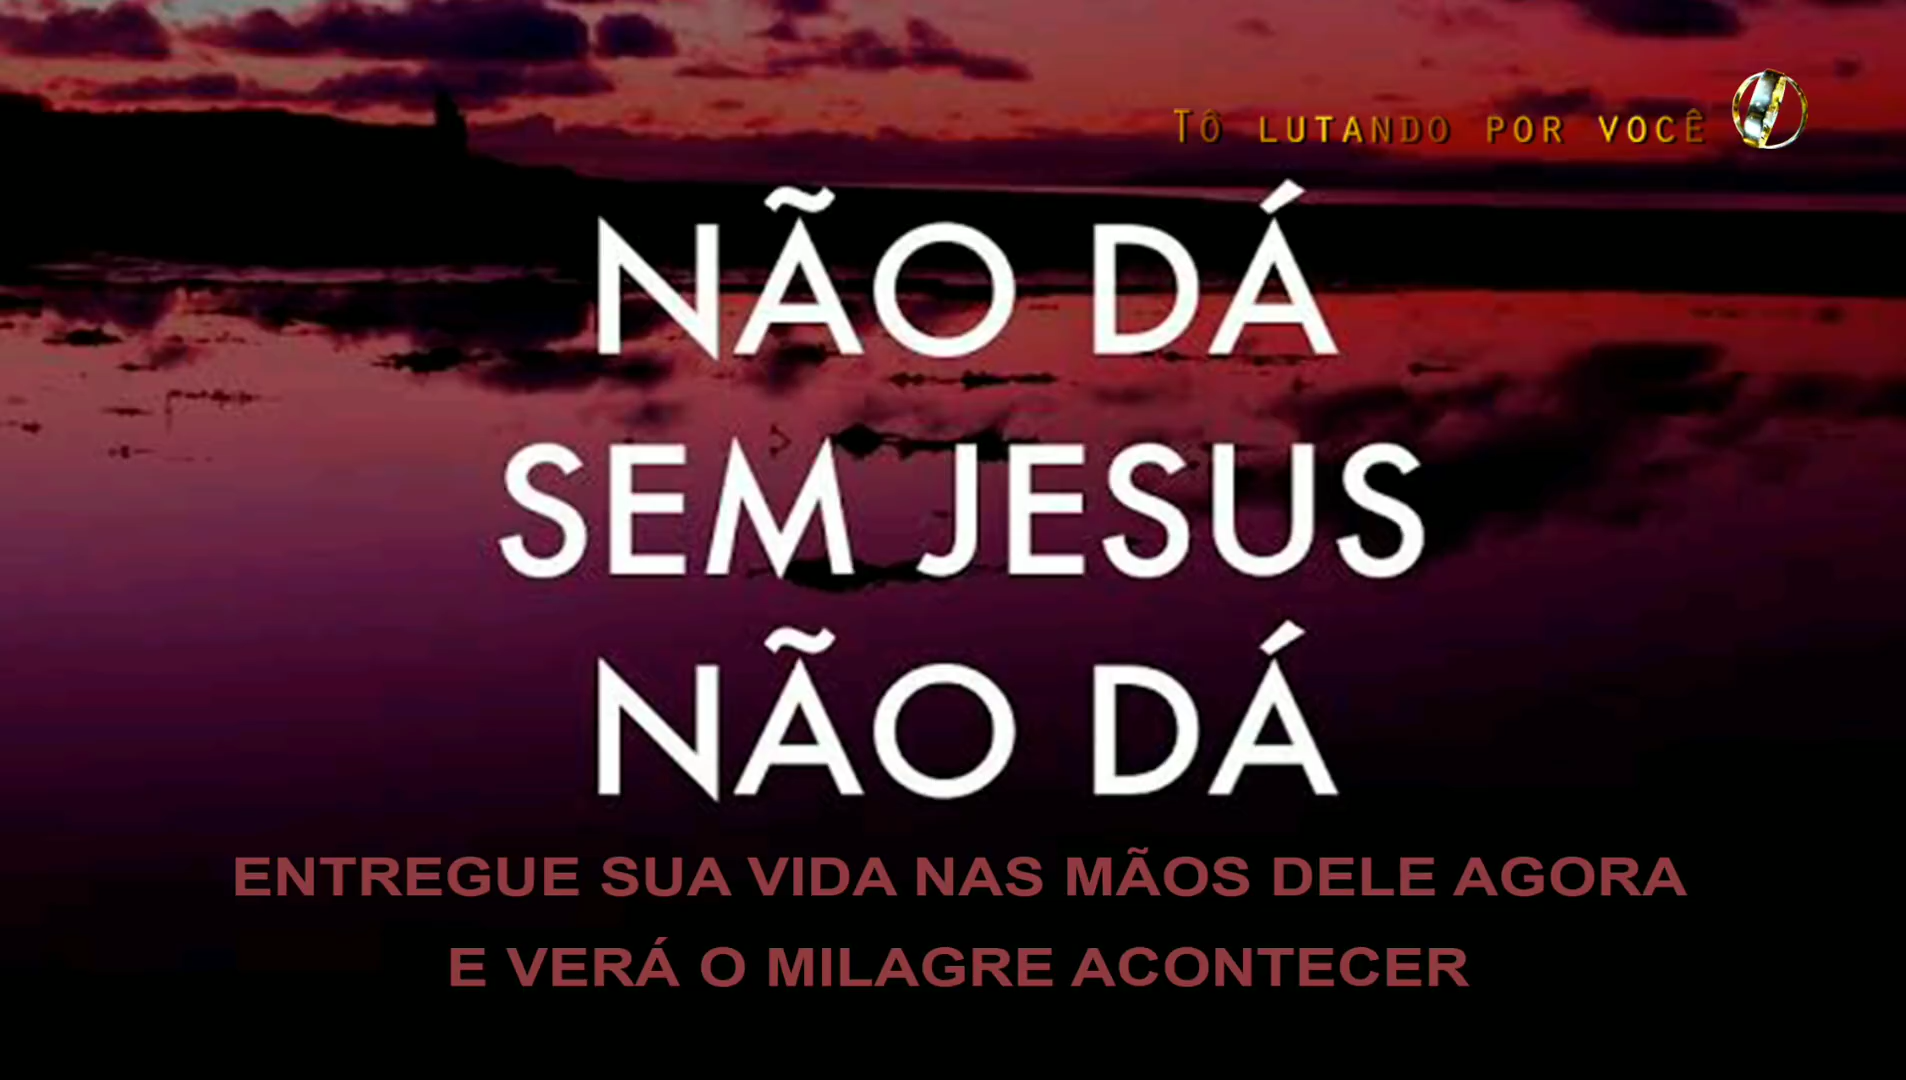 Tô LUTANDO POR VOCÊ
NÃO DÁ
SEM JESUS
NÃO DÁ
ENTREGUE SUA VIDA NAS MÃOS DELE AGORA
E VERÁ O MILAGRE ACONTECER